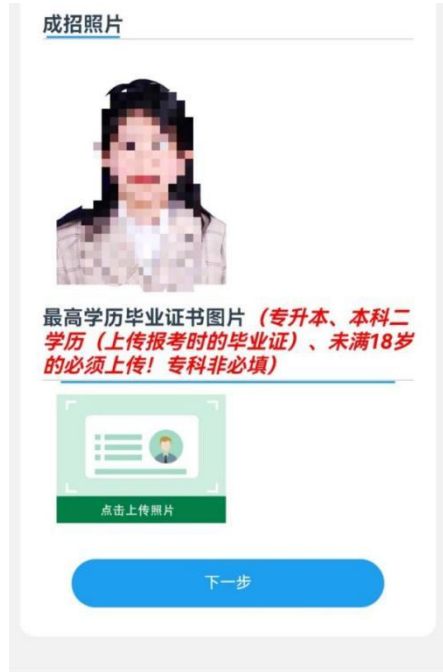 成招照片
最高学历毕业证书图片（专升本、本科二
学历（上传报考时的毕业证）、未满18岁
的必须上传！专科非必填）
点击上传照片
下一步